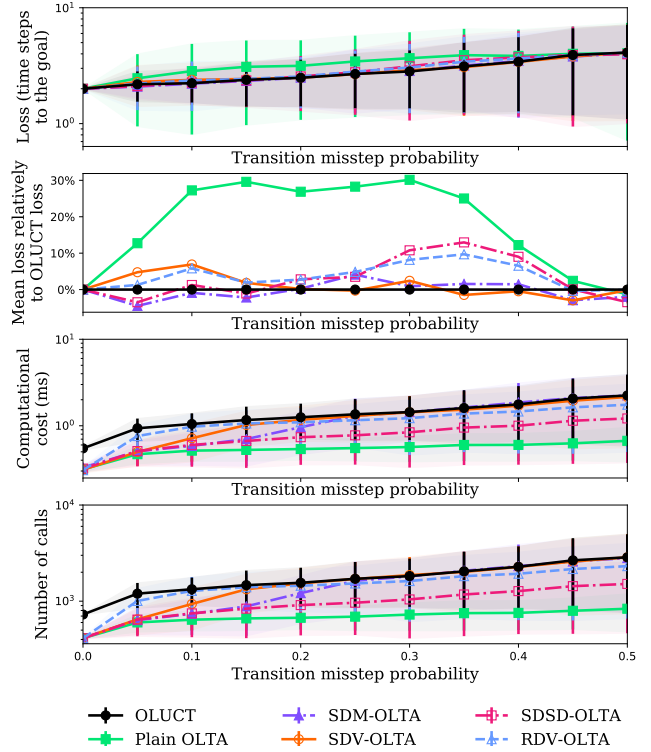 Loss (time steps
to the goal)
10¹
10⁰
Transition misstep probability
Mean loss relatively
to OLUCT loss
30%
20%
10%
0%
Transition misstep probability
Computational
cost (ms)
10¹
10⁰
Transition misstep probability
Number of calls
10⁴
10³
0.0 0.1 0.2 0.3 0.4 0.5
Transition misstep probability
OLUCT SDM-OLTA SDSD-OLTA
Plain OLTA SDV-OLTA RDV-OLTA